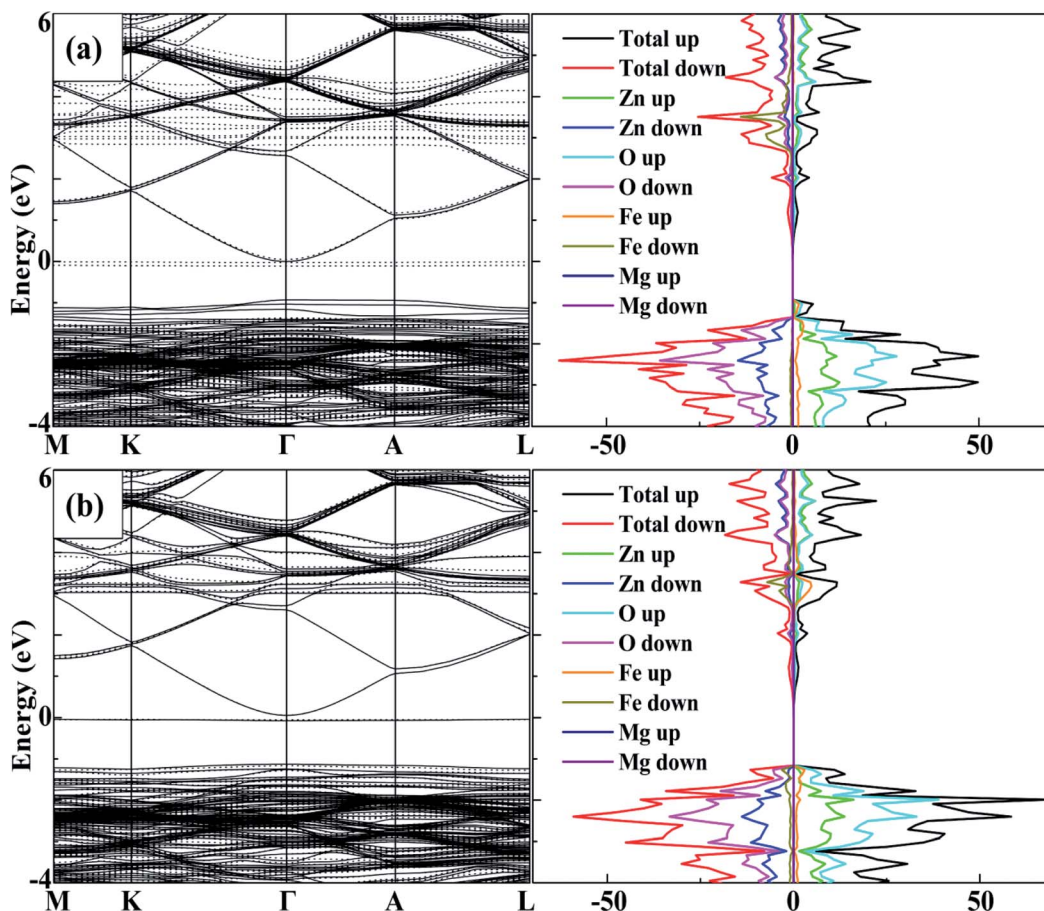 (a)
Energy (eV)
6
0
-4
M K Γ A L
Total up
Total down
Zn up
Zn down
O up
O down
Fe up
Fe down
Mg up
Mg down
-50 0 50
(b)
Energy (eV)
6
0
-4
M K Γ A L
Total up
Total down
Zn up
Zn down
O up
O down
Fe up
Fe down
Mg up
Mg down
-50 0 50